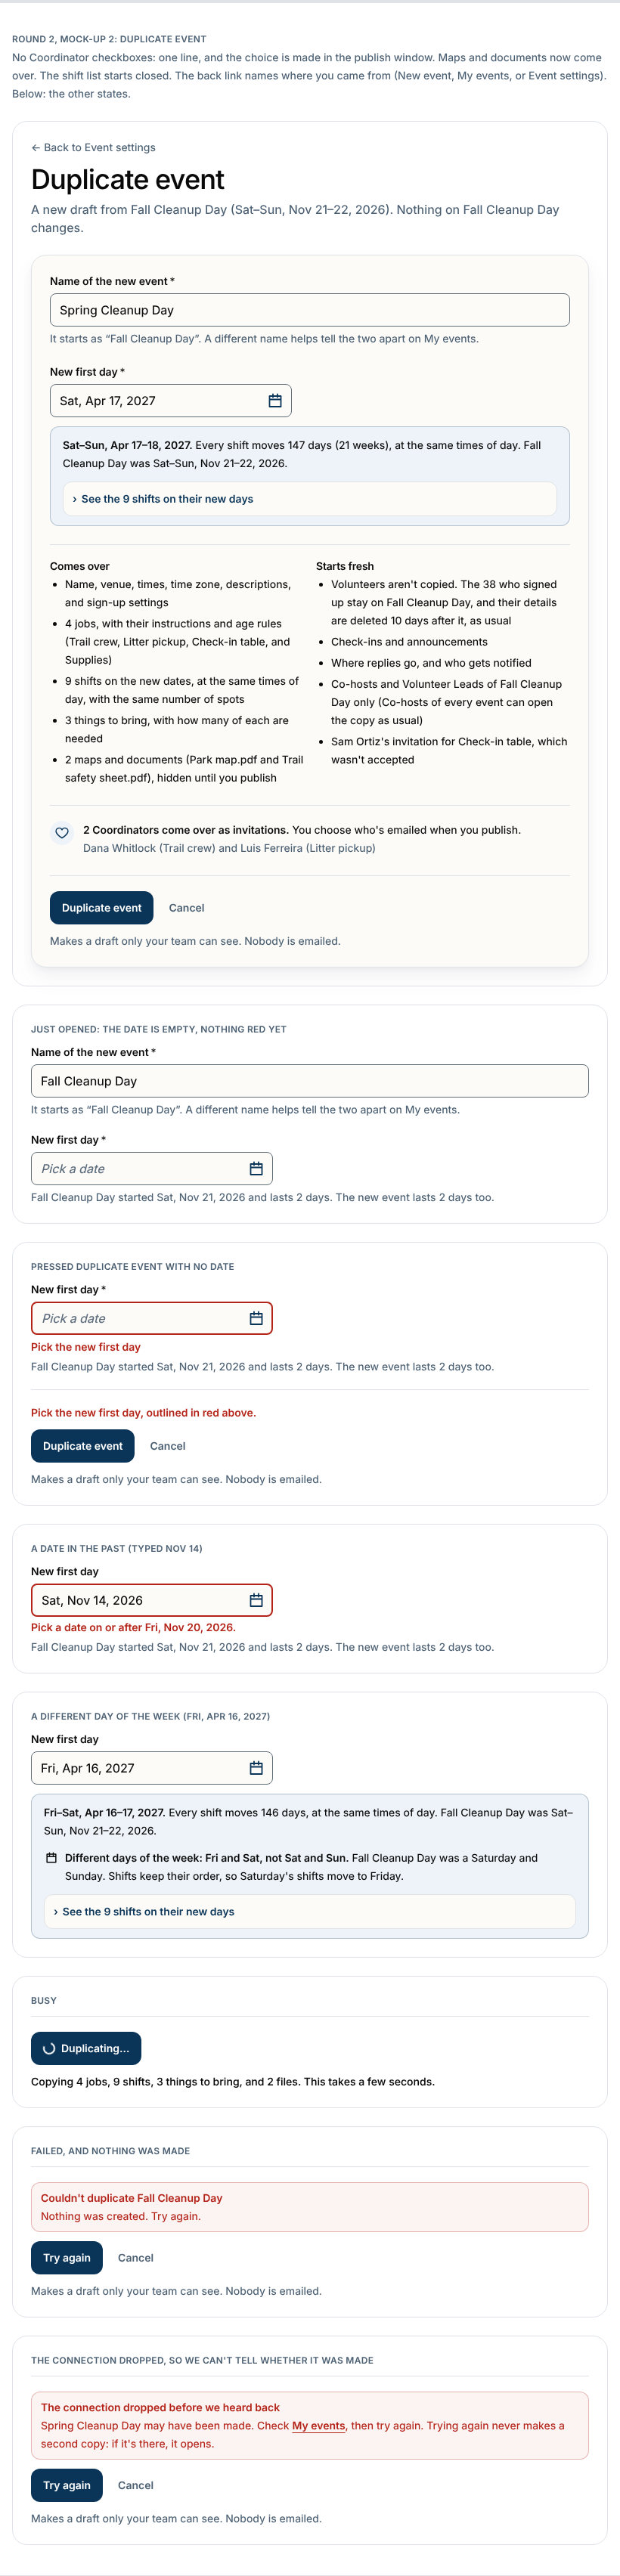 ROUND 2, MOCK-UP 2: DUPLICATE EVENT
No Coordinator checkboxes: one line, and the choice is made in the publish window. Maps and documents now come
over. The shift list starts closed. The back link names where you came from (New event, My events, or Event settings).
Below: the other states.
← Back to Event settings
Duplicate event
A new draft from Fall Cleanup Day (Sat–Sun, Nov 21–22, 2026). Nothing on Fall Cleanup Day
changes.
Name of the new event *
Spring Cleanup Day
It starts as “Fall Cleanup Day”. A different name helps tell the two apart on My events.
New first day *
Sat, Apr 17, 2027
Sat–Sun, Apr 17–18, 2027. Every shift moves 147 days (21 weeks), at the same times of day. Fall
Cleanup Day was Sat–Sun, Nov 21–22, 2026.
› See the 9 shifts on their new days
Comes over
• Name, venue, times, time zone, descriptions,
and sign-up settings
• 4 jobs, with their instructions and age rules
(Trail crew, Litter pickup, Check-in table, and
Supplies)
• 9 shifts on the new dates, at the same times of
day, with the same number of spots
• 3 things to bring, with how many of each are
needed
• 2 maps and documents (Park map.pdf and Trail
safety sheet.pdf), hidden until you publish
Starts fresh
• Volunteers aren't copied. The 38 who signed
up stay on Fall Cleanup Day, and their details
are deleted 10 days after it, as usual
• Check-ins and announcements
• Where replies go, and who gets notified
• Co-hosts and Volunteer Leads of Fall Cleanup
Day only (Co-hosts of every event can open
the copy as usual)
• Sam Ortiz's invitation for Check-in table, which
wasn't accepted
2 Coordinators come over as invitations. You choose who's emailed when you publish.
Dana Whitlock (Trail crew) and Luis Ferreira (Litter pickup)
Duplicate event Cancel
Makes a draft only your team can see. Nobody is emailed.
JUST OPENED: THE DATE IS EMPTY, NOTHING RED YET
Name of the new event *
Fall Cleanup Day
It starts as “Fall Cleanup Day”. A different name helps tell the two apart on My events.
New first day *
Pick a date
Fall Cleanup Day started Sat, Nov 21, 2026 and lasts 2 days. The new event lasts 2 days too.
PRESSED DUPLICATE EVENT WITH NO DATE
New first day *
Pick a date
Pick the new first day
Fall Cleanup Day started Sat, Nov 21, 2026 and lasts 2 days. The new event lasts 2 days too.
Pick the new first day, outlined in red above.
Duplicate event Cancel
Makes a draft only your team can see. Nobody is emailed.
A DATE IN THE PAST (TYPED NOV 14)
New first day
Sat, Nov 14, 2026
Pick a date on or after Fri, Nov 20, 2026.
Fall Cleanup Day started Sat, Nov 21, 2026 and lasts 2 days. The new event lasts 2 days too.
A DIFFERENT DAY OF THE WEEK (FRI, APR 16, 2027)
New first day
Fri, Apr 16, 2027
Fri–Sat, Apr 16–17, 2027. Every shift moves 146 days, at the same times of day. Fall Cleanup Day was Sat–
Sun, Nov 21–22, 2026.
Different days of the week: Fri and Sat, not Sat and Sun. Fall Cleanup Day was a Saturday and
Sunday. Shifts keep their order, so Saturday's shifts move to Friday.
› See the 9 shifts on their new days
BUSY
Duplicating…
Copying 4 jobs, 9 shifts, 3 things to bring, and 2 files. This takes a few seconds.
FAILED, AND NOTHING WAS MADE
Couldn't duplicate Fall Cleanup Day
Nothing was created. Try again.
Try again Cancel
Makes a draft only your team can see. Nobody is emailed.
THE CONNECTION DROPPED, SO WE CAN'T TELL WHETHER IT WAS MADE
The connection dropped before we heard back
Spring Cleanup Day may have been made. Check My events, then try again. Trying again never makes a
second copy: if it's there, it opens.
Try again Cancel
Makes a draft only your team can see. Nobody is emailed.